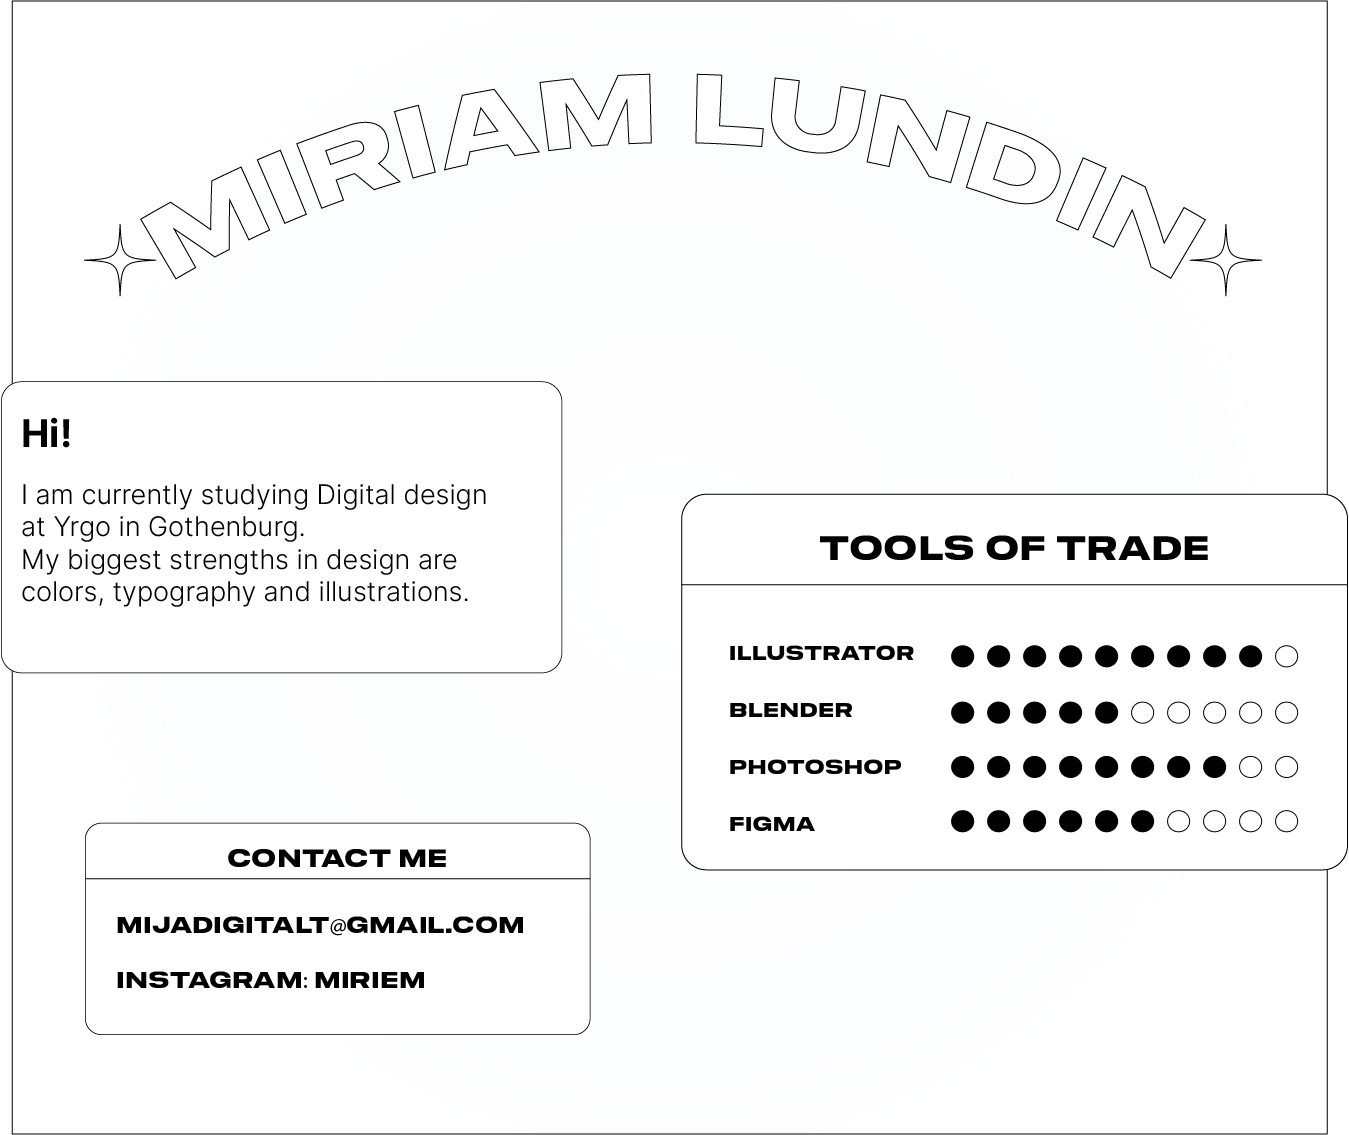 MIRIAM LUNDIN
Hi!
I am currently studying Digital design
at Yrgo in Gothenburg.
My biggest strengths in design are
colors, typography and illustrations.
TOOLS OF TRADE
ILLUSTRATOR
BLENDER
PHOTOSHOP
FIGMA
CONTACT ME
MIJADIGITALT@GMAIL.COM
INSTAGRAM: MIRIEM